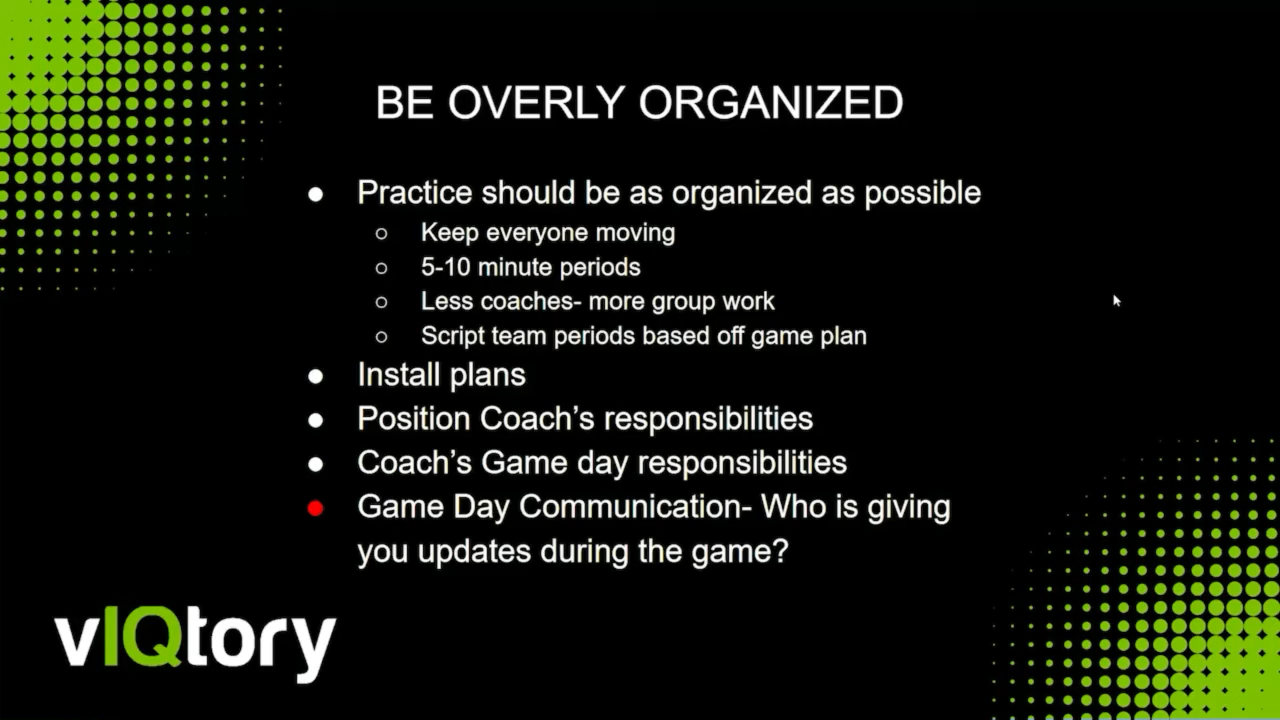 BE OVERLY ORGANIZED
● Practice should be as organized as possible
○ Keep everyone moving
○ 5-10 minute periods
○ Less coaches- more group work
○ Script team periods based off game plan
● Install plans
● Position Coach’s responsibilities
● Coach’s Game day responsibilities
● Game Day Communication- Who is giving
you updates during the game?
vIQtory